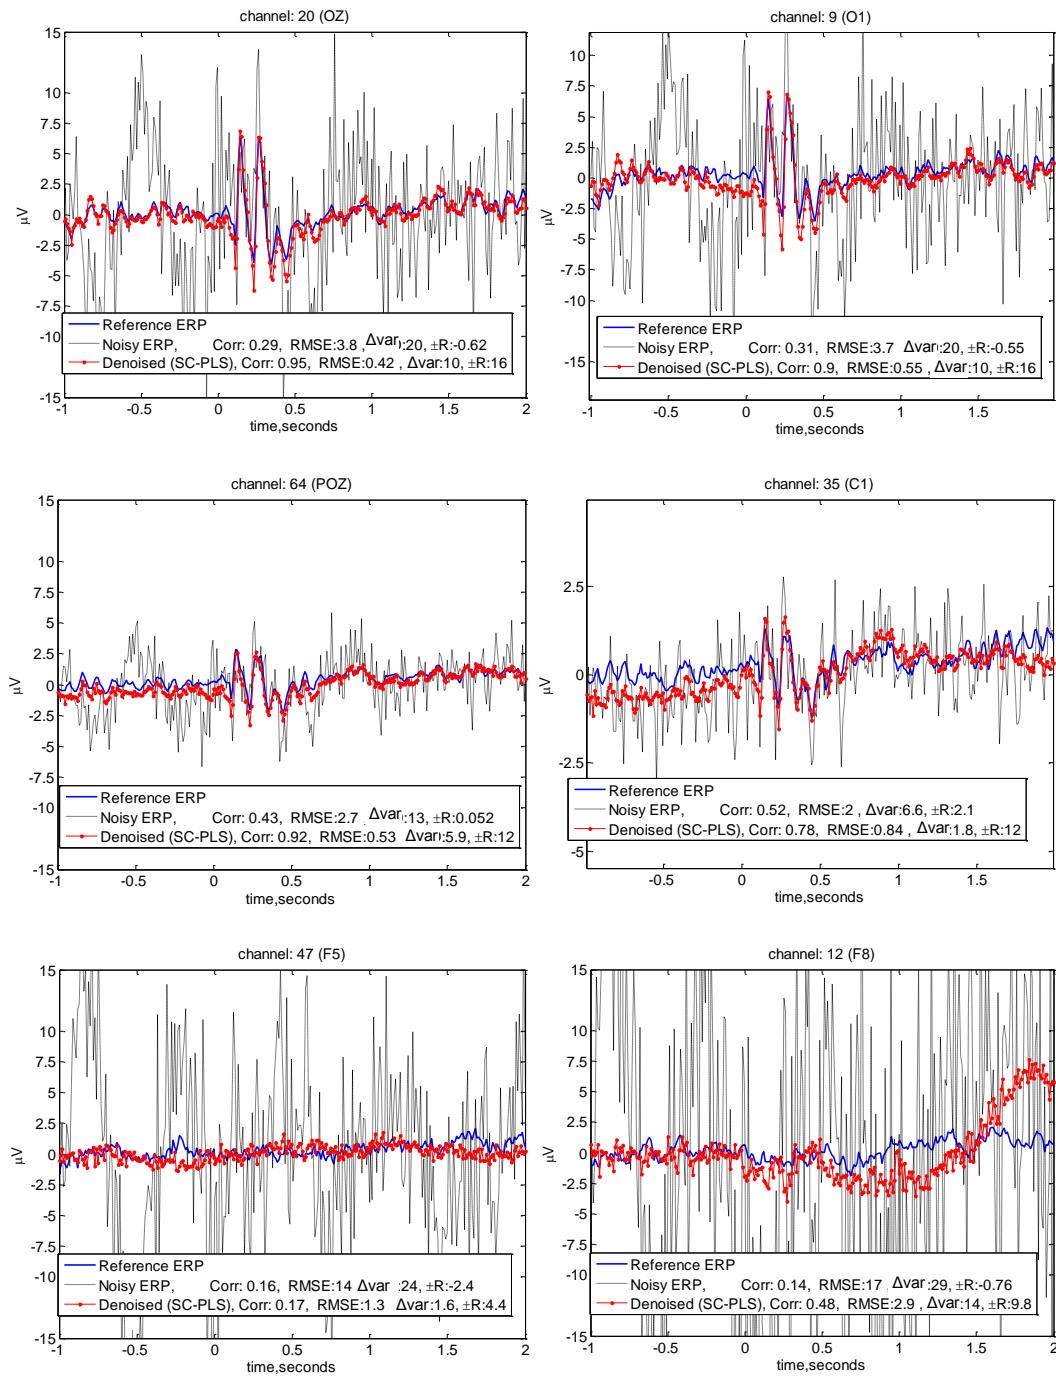 channel: 20 (OZ)
15
10
7.5
5
2.5
0
-2.5
-5
-7.5
-10
-15
μV
Reference ERP
Noisy ERP, Corr: 0.29, RMSE:3.8 , Δvar:20, ±R:-0.62
Denoised (SC-PLS), Corr: 0.95, RMSE:0.42 , Δvar:10, ±R:16
-1 -0.5 0 0.5 1 1.5 2
time,seconds
channel: 9 (O1)
10
7.5
5
2.5
0
-2.5
-5
-7.5
-10
-15
μV
Reference ERP
Noisy ERP, Corr: 0.31, RMSE:3.7 Δvar:20, ±R:-0.55
Denoised (SC-PLS), Corr: 0.9, RMSE:0.55 , Δvar:10, ±R:16
-1 -0.5 0 0.5 1 1.5 2
time,seconds
channel: 64 (POZ)
15
10
7.5
5
2.5
0
-2.5
-5
-7.5
-10
-15
μV
Reference ERP
Noisy ERP, Corr: 0.43, RMSE:2.7 , Δvar:13, ±R:0.052
Denoised (SC-PLS), Corr: 0.92, RMSE:0.53 Δvar:5.9, ±R:12
-1 -0.5 0 0.5 1 1.5 2
time,seconds
channel: 35 (C1)
2.5
0
-2.5
-5
μV
Reference ERP
Noisy ERP, Corr: 0.52, RMSE:2 , Δvar:6.6, ±R:2.1
Denoised (SC-PLS), Corr: 0.78, RMSE:0.84 , Δvar:1.8, ±R:12
-0.5 0 0.5 1 1.5
time,seconds
channel: 47 (F5)
15
10
7.5
5
2.5
0
-2.5
-5
-7.5
-10
-15
μV
Reference ERP
Noisy ERP, Corr: 0.16, RMSE:14 Δvar :24, ±R:-2.4
Denoised (SC-PLS), Corr: 0.17, RMSE:1.3 Δvar:1.6, ±R:4.4
-1 -0.5 0 0.5 1 1.5 2
time,seconds
channel: 12 (F8)
15
10
7.5
5
2.5
0
-2.5
-5
-7.5
-10
-15
μV
Reference ERP
Noisy ERP, Corr: 0.14, RMSE:17 , Δvar:29, ±R:-0.76
Denoised (SC-PLS), Corr: 0.48, RMSE:2.9 , Δvar:14, ±R:9.8
-1 -0.5 0 0.5 1 1.5 2
time,seconds